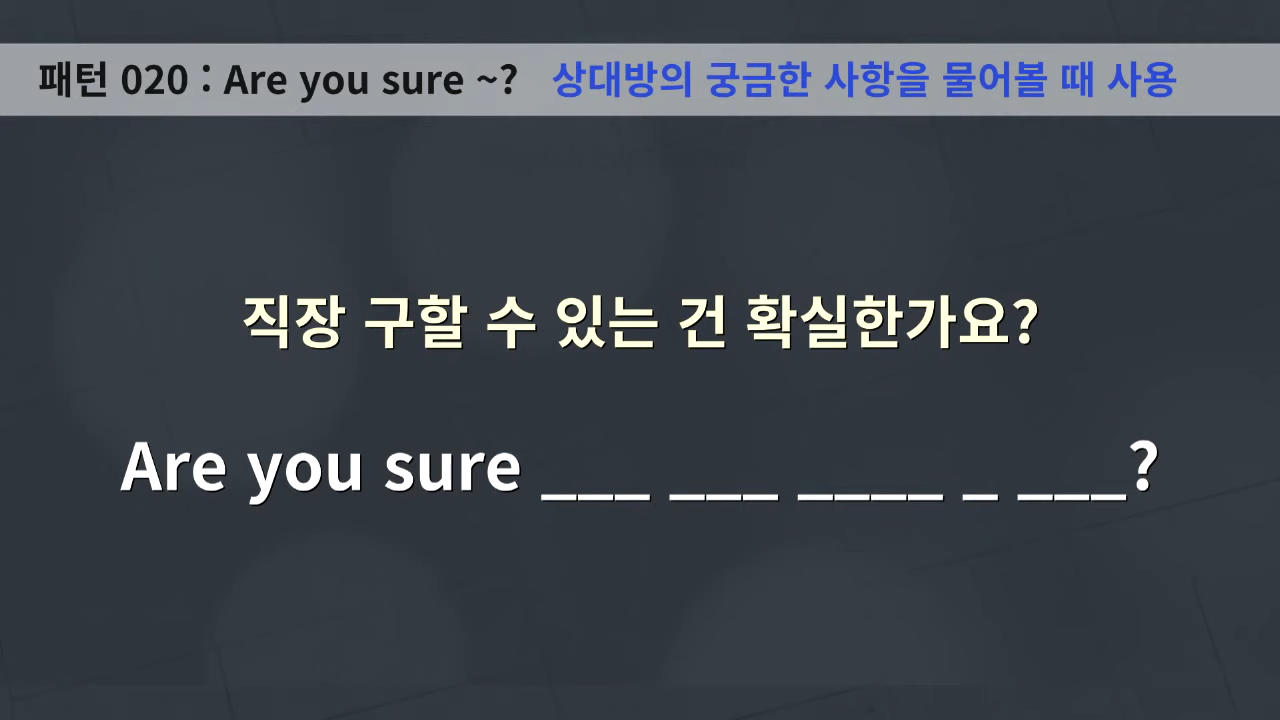 패턴 020 : Are you sure ~? 상대방의 궁금한 사항을 물어볼 때 사용
직장 구할 수 있는 건 확실한가요?
Are you sure ___ ___ ____ _ ___?